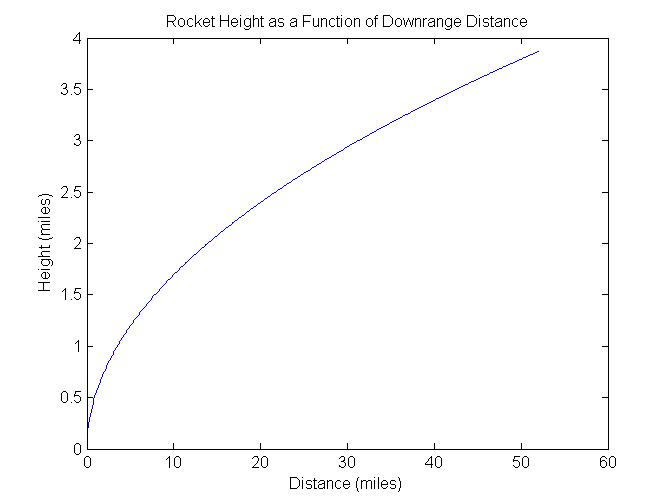 Rocket Height as a Function of Downrange Distance
4
3.5
3
2.5
2
1.5
1
0.5
0
Height (miles)
0 10 20 30 40 50 60
Distance (miles)